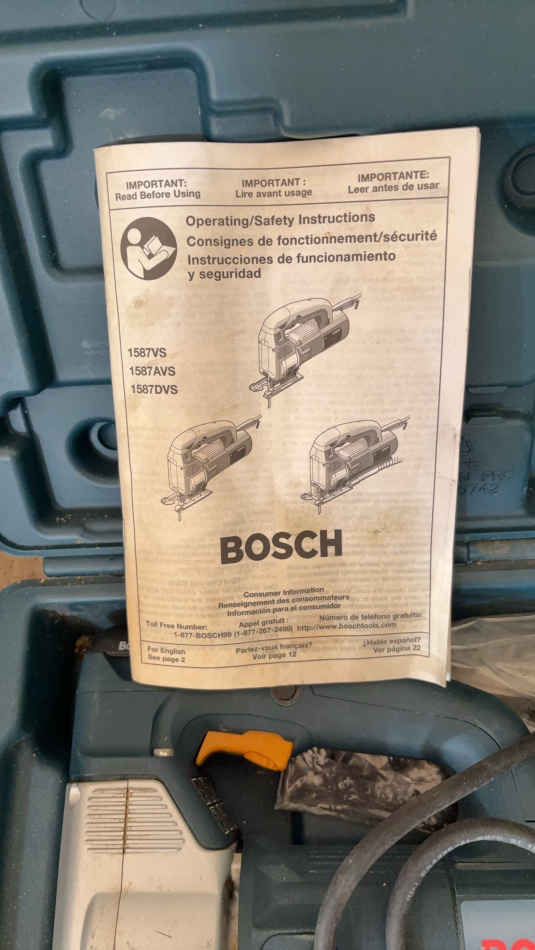 IMPORTANT:
Read Before Using
IMPORTANT :
Lire avant usage
IMPORTANTE:
Leer antes de usar
Operating/Safety Instructions
Consignes de fonctionnement/sécurité
Instrucciones de funcionamiento
y seguridad
1587VS
1587AVS
1587DVS
BOSCH
Consumer Information
Renseignement des consommateurs
Información para el consumidor
Toll Free Number:
Appel gratuit :
Número de teléfono gratuito:
1-877-BOSCH99 (1-877-267-2499) http://www.boschtools.com
For English
See page 2
Parlez-vous français?
Voir page 12
¿Habla español?
Ver página 22